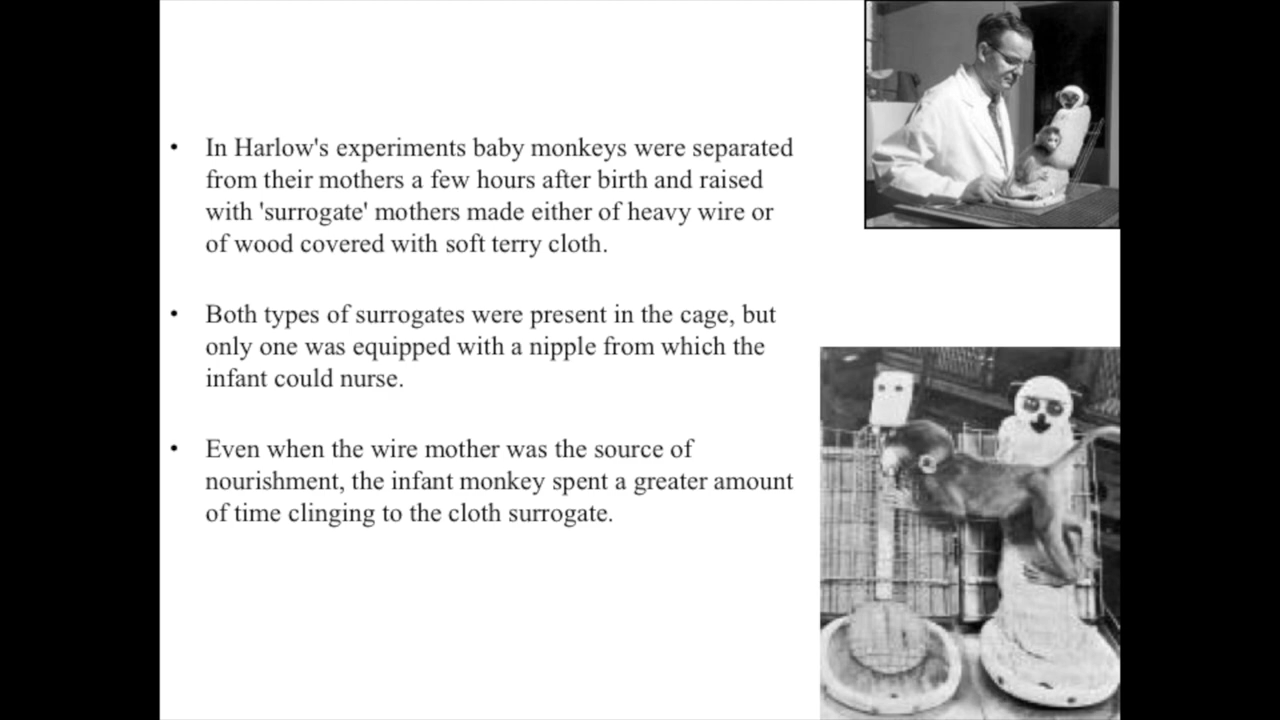 • In Harlow's experiments baby monkeys were separated
from their mothers a few hours after birth and raised
with 'surrogate' mothers made either of heavy wire or
of wood covered with soft terry cloth.
• Both types of surrogates were present in the cage, but
only one was equipped with a nipple from which the
infant could nurse.
• Even when the wire mother was the source of
nourishment, the infant monkey spent a greater amount
of time clinging to the cloth surrogate.